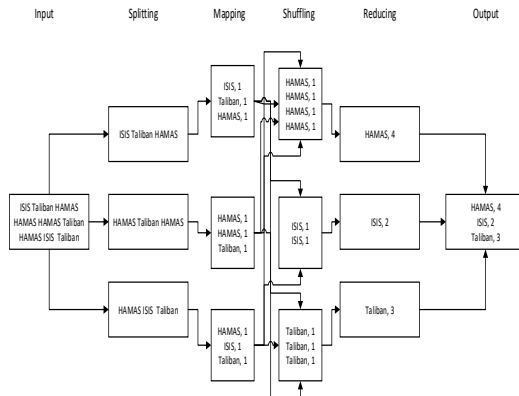 Input Splitting Mapping Shuffling Reducing Output
ISIS Taliban HAMAS
HAMAS HAMAS Taliban
HAMAS ISIS Taliban
ISIS Taliban HAMAS
HAMAS Taliban HAMAS
HAMAS ISIS Taliban
ISIS, 1
Taliban, 1
HAMAS, 1
HAMAS, 1
HAMAS, 1
Taliban, 1
HAMAS, 1
ISIS, 1
Taliban, 1
HAMAS, 1
HAMAS, 1
HAMAS, 1
HAMAS, 1
ISIS, 1
ISIS, 1
Taliban, 1
Taliban, 1
Taliban, 1
HAMAS, 4
ISIS, 2
Taliban, 3
HAMAS, 4
ISIS, 2
Taliban, 3